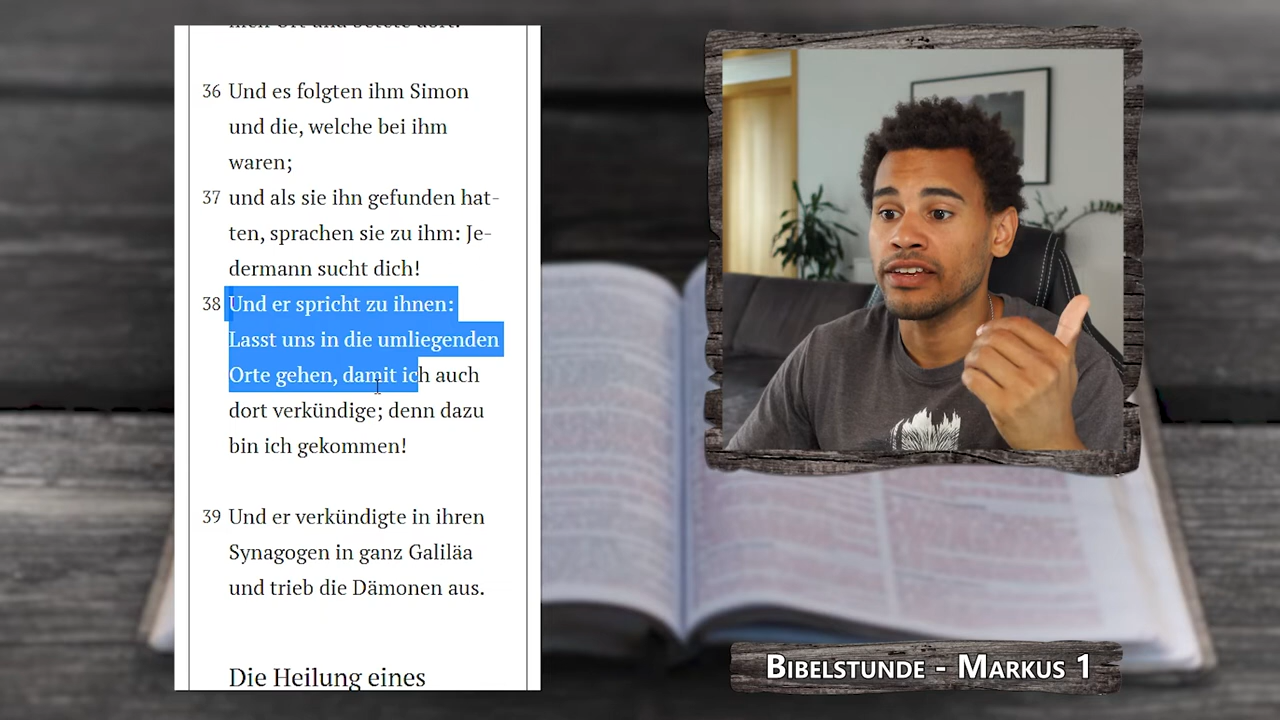 36 Und es folgten ihm Simon
und die, welche bei ihm
waren;
37 und als sie ihn gefunden hat-
ten, sprachen sie zu ihm: Je-
dermann sucht dich!
38 Und er spricht zu ihnen:
Lasst uns in die umliegenden
Orte gehen, damit ich auch
dort verkündige; denn dazu
bin ich gekommen!
39 Und er verkündigte in ihren
Synagogen in ganz Galiläa
und trieb die Dämonen aus.
Die Heilung eines
Bibelstunde - Markus 1